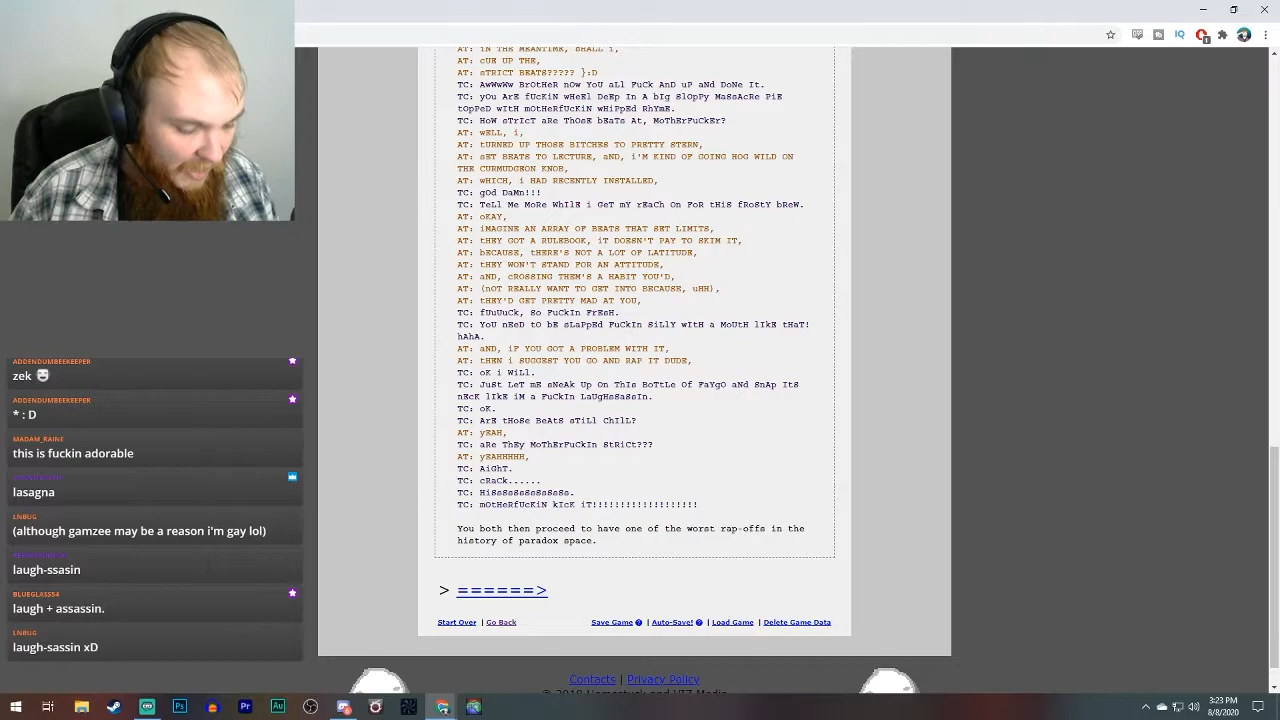 AT: iN THE MEANTIME, sHALL i,
AT: cUE UP THE,
AT: sTRICT BEATS????? }:D
TC: AwWwWw BrOtHeR nOw YoU aLl FuCk AnD uP aNd DoNe It.
TC: yOu ArE fUcKiN wHeEl DeEp In A bIg SlOpPy MaSsAcRe PiE
tOpPeD wItH mOtHeRfUcKiN wHiPpEd RhYmE.
TC: HoW sTrIcT aRe ThOsE bEaTs At, MoThErFuCkEr?
AT: wELL, i,
AT: tURNED UP THOSE BITCHES TO PRETTY STERN,
AT: sET BEATS TO LECTURE, aND, i'M KIND OF GOING HOG WILD ON
THE CURMUDGEON KNOB,
AT: wHICH, i HAD RECENTLY INSTALLED,
TC: gOd DaMn!!!
TC: TeLl Me MoRe WhIlE i GeT mY rEaCh On FoR tHiS fRoStY bReW.
AT: oKAY,
AT: iMAGINE AN ARRAY OF BEATS THAT SET LIMITS,
AT: tHEY GOT A RULEBOOK, iT DOESN'T PAY TO SKIM IT,
AT: bECAUSE, tHERE'S NOT A LOT OF LATITUDE,
AT: tHEY WON'T STAND FOR AN ATTITUDE,
AT: aND, cROSSING THEM'S A HABIT YOU'D,
AT: (nOT REALLY WANT TO GET INTO BECAUSE, uHH),
AT: tHEY'D GET PRETTY MAD AT YOU,
TC: fUuUuCk, So FuCkIn FrEsH.
TC: YoU nEeD tO bE sLaPpEd FuCkIn SiLlY wItH a MoUtH lIkE tHaT!
hAhA.
AT: aND, iF YOU GOT A PROBLEM WITH IT,
AT: tHEN i SUGGEST YOU GO AND RAP IT DUDE,
TC: oK i WiLl.
TC: JuSt LeT mE sNeAk Up On ThIs BoTtLe Of FaYgO aNd SnAp ItS
nEcK lIkE iM a FuCkIn LaUgHsSaSsIn.
TC: oK.
TC: ArE tHoSe BeAtS sTiLl ChIlL?
AT: yEAH,
TC: aRe ThEy MoThErFuCkIn StRiCt???
AT: yEAHHHHH,
TC: AiGhT.
TC: cRaCk......
TC: HiSsSsSsSsSsSsSs.
TC: mOtHeRfUcKiN kIcK iT!!!!!!!!!!!!!!!!!!!
You both then proceed to have one of the worst rap-offs in the
history of paradox space.
> ======>
Start Over | Go Back Save Game ? | Auto-Save! ? | Load Game | Delete Game Data
Contacts | Privacy Policy
ADDENDUMBEEKEEPER
zek
ADDENDUMBEEKEEPER
* : D
MADAM_RAINE
this is fuckin adorable
lasagna
LNBUG
(although gamzee may be a reason i'm gay lol)
laugh-ssasin
BLUEGLASS54
laugh + assassin.
LNBUG
laugh-sassin xD
IQ
1
Ps
Pr
Au
3:23 PM
8/8/2020